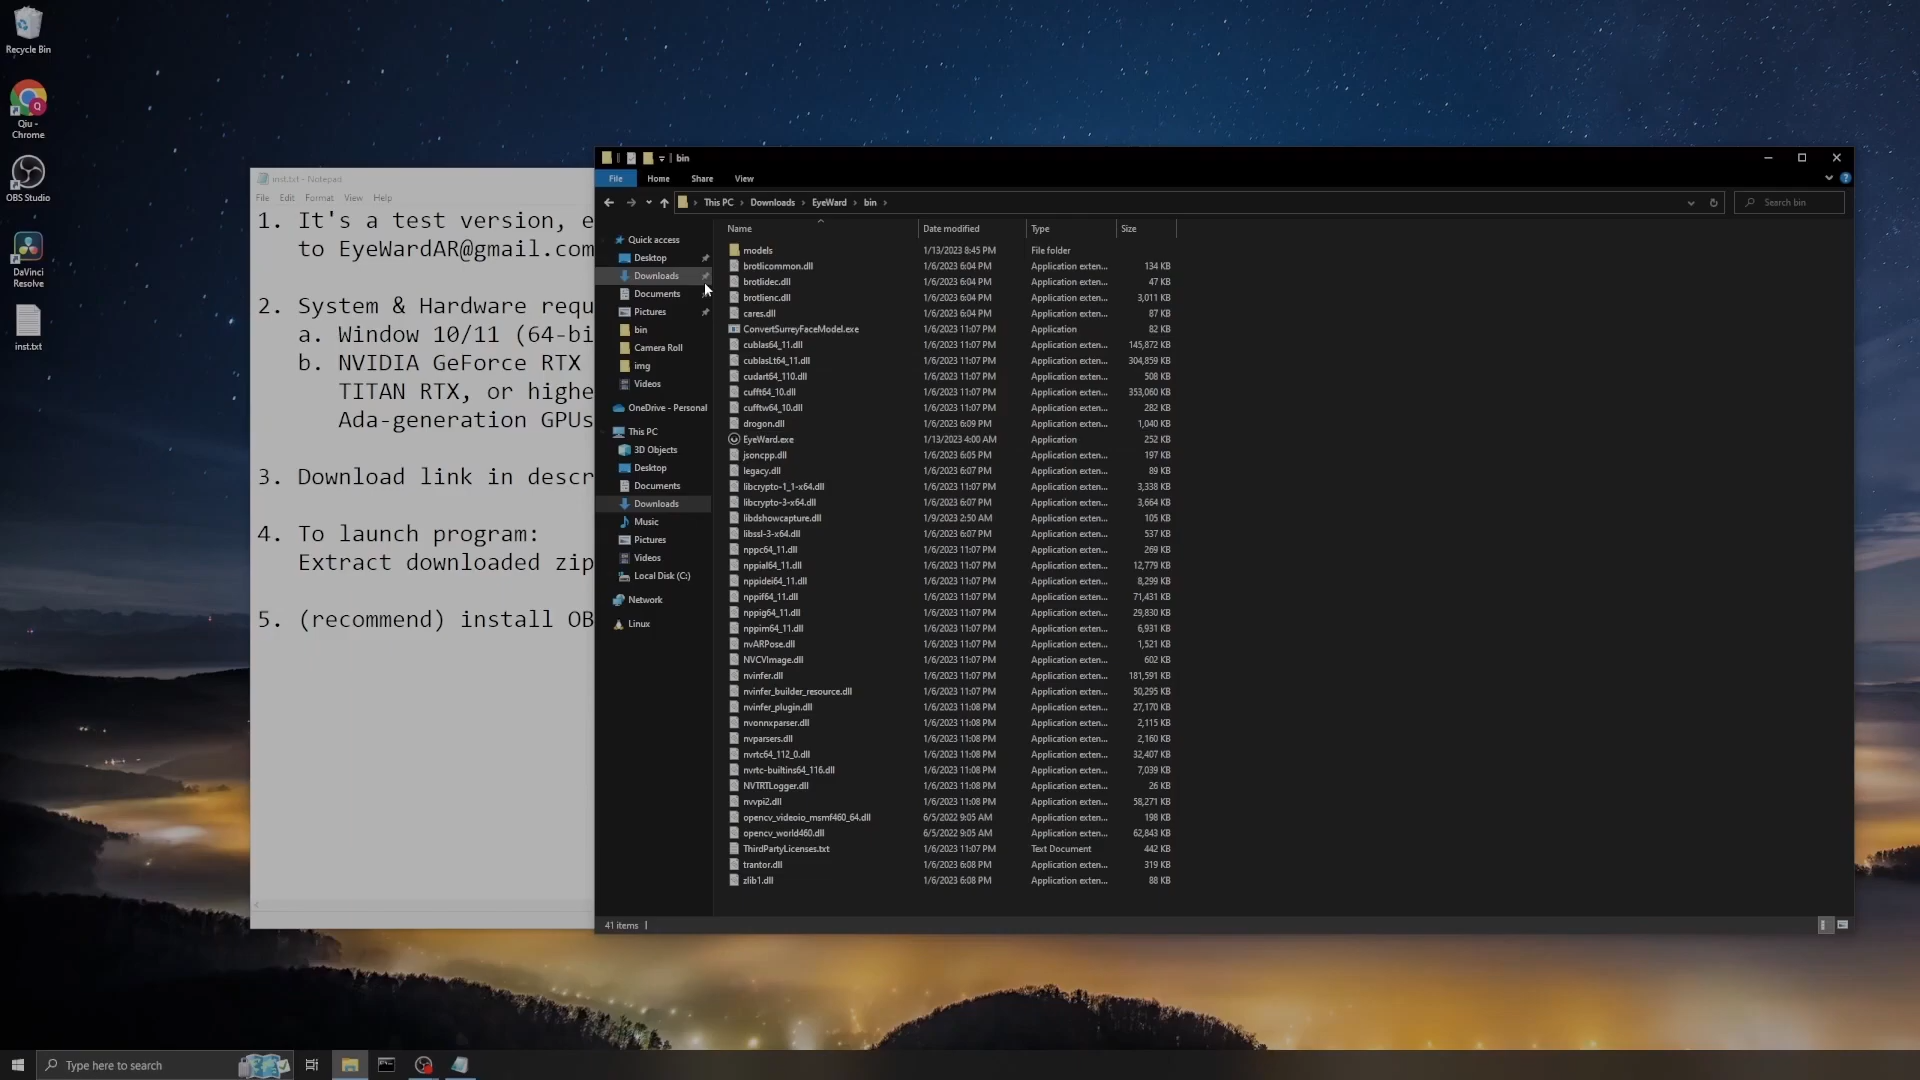 Recycle Bin
Qiu -
Chrome
OBS Studio
DaVinci
Resolve
inst.txt
inst.txt - Notepad
File Edit Format View Help
1. It's a test version, e
to EyeWardAR@gmail.com
2. System & Hardware requ
a. Window 10/11 (64-bi
b. NVIDIA GeForce RTX
TITAN RTX, or highe
Ada-generation GPUs
3. Download link in descr
4. To launch program:
Extract downloaded zip
5. (recommend) install OB
bin
File Home Share View
This PC > Downloads > EyeWard > bin >
Search bin
Quick access
Desktop
Downloads
Documents
Pictures
bin
Camera Roll
img
Videos
OneDrive - Personal
This PC
3D Objects
Desktop
Documents
Downloads
Music
Pictures
Videos
Local Disk (C:)
Network
Linux
Name Date modified Type Size
models 1/13/2023 8:45 PM File folder
brotlicommon.dll 1/6/2023 6:04 PM Application exten... 134 KB
brotlidec.dll 1/6/2023 6:04 PM Application exten... 47 KB
brotlienc.dll 1/6/2023 6:04 PM Application exten... 3,011 KB
cares.dll 1/6/2023 6:04 PM Application exten... 87 KB
ConvertSurreyFaceModel.exe 1/6/2023 11:07 PM Application 82 KB
cublas64_11.dll 1/6/2023 11:07 PM Application exten... 145,872 KB
cublasLt64_11.dll 1/6/2023 11:07 PM Application exten... 304,859 KB
cudart64_110.dll 1/6/2023 11:07 PM Application exten... 508 KB
cufft64_10.dll 1/6/2023 11:07 PM Application exten... 353,060 KB
cufftw64_10.dll 1/6/2023 11:07 PM Application exten... 282 KB
drogon.dll 1/6/2023 6:09 PM Application exten... 1,040 KB
EyeWard.exe 1/13/2023 4:00 AM Application 252 KB
jsoncpp.dll 1/6/2023 6:05 PM Application exten... 197 KB
legacy.dll 1/6/2023 6:07 PM Application exten... 89 KB
libcrypto-1_1-x64.dll 1/6/2023 11:07 PM Application exten... 3,338 KB
libcrypto-3-x64.dll 1/6/2023 6:07 PM Application exten... 3,664 KB
libdshowcapture.dll 1/9/2023 2:50 AM Application exten... 105 KB
libssl-3-x64.dll 1/6/2023 6:07 PM Application exten... 537 KB
nppc64_11.dll 1/6/2023 11:07 PM Application exten... 269 KB
nppial64_11.dll 1/6/2023 11:07 PM Application exten... 12,779 KB
nppidei64_11.dll 1/6/2023 11:07 PM Application exten... 8,299 KB
nppif64_11.dll 1/6/2023 11:07 PM Application exten... 71,431 KB
nppig64_11.dll 1/6/2023 11:07 PM Application exten... 29,830 KB
nppim64_11.dll 1/6/2023 11:07 PM Application exten... 6,931 KB
nvARPose.dll 1/6/2023 11:07 PM Application exten... 1,521 KB
NVCVImage.dll 1/6/2023 11:07 PM Application exten... 602 KB
nvinfer.dll 1/6/2023 11:07 PM Application exten... 181,591 KB
nvinfer_builder_resource.dll 1/6/2023 11:07 PM Application exten... 50,295 KB
nvinfer_plugin.dll 1/6/2023 11:08 PM Application exten... 27,170 KB
nvonnxparser.dll 1/6/2023 11:08 PM Application exten... 2,115 KB
nvparsers.dll 1/6/2023 11:08 PM Application exten... 2,160 KB
nvrtc64_112_0.dll 1/6/2023 11:08 PM Application exten... 32,407 KB
nvrtc-builtins64_116.dll 1/6/2023 11:08 PM Application exten... 7,039 KB
NVTRTLogger.dll 1/6/2023 11:08 PM Application exten... 26 KB
nvvpi2.dll 1/6/2023 11:08 PM Application exten... 58,271 KB
opencv_videoio_msmf460_64.dll 6/5/2022 9:05 AM Application exten... 198 KB
opencv_world460.dll 6/5/2022 9:05 AM Application exten... 62,843 KB
ThirdPartyLicenses.txt 1/6/2023 11:07 PM Text Document 442 KB
trantor.dll 1/6/2023 6:08 PM Application exten... 319 KB
zlib1.dll 1/6/2023 6:08 PM Application exten... 88 KB
41 items
Type here to search